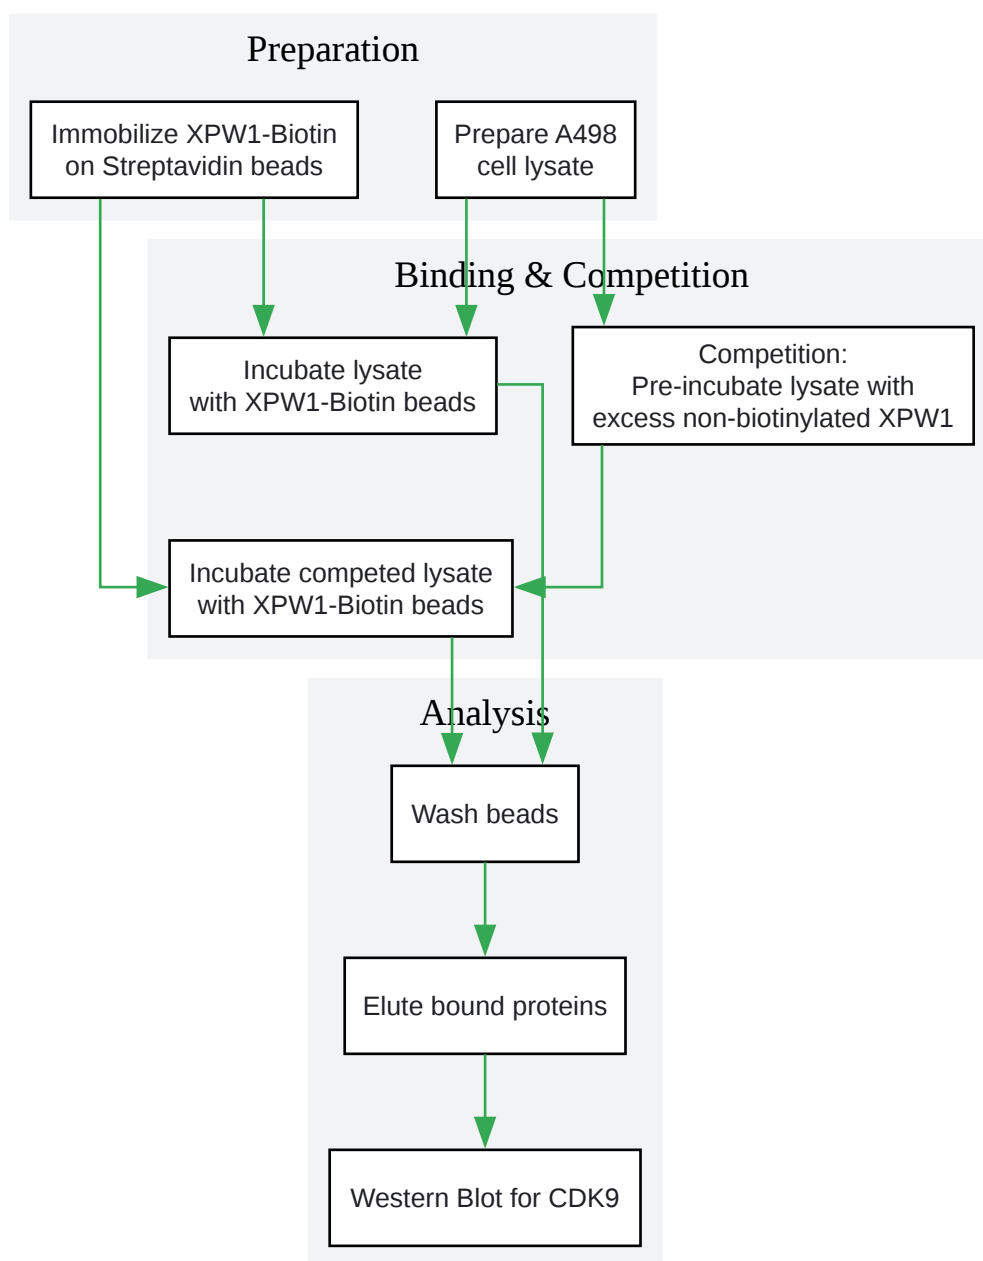 Preparation
Immobilize XPW1-Biotin
on Streptavidin beads
Prepare A498
cell lysate
Binding & Competition
Incubate lysate
with XPW1-Biotin beads
Competition:
Pre-incubate lysate with
excess non-biotinylated XPW1
Incubate competed lysate
with XPW1-Biotin beads
Analysis
Wash beads
Elute bound proteins
Western Blot for CDK9